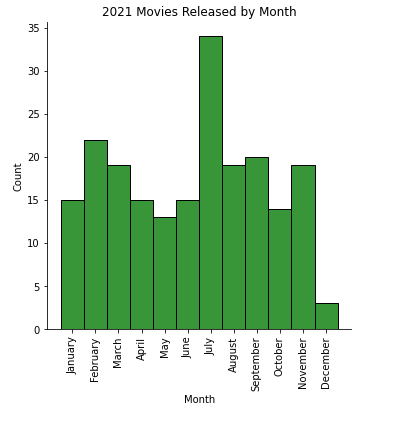 2021 Movies Released by Month
35
30
25
20
15
10
5
0
Count
January
February
March
April
May
June
July
August
September
October
November
December
Month